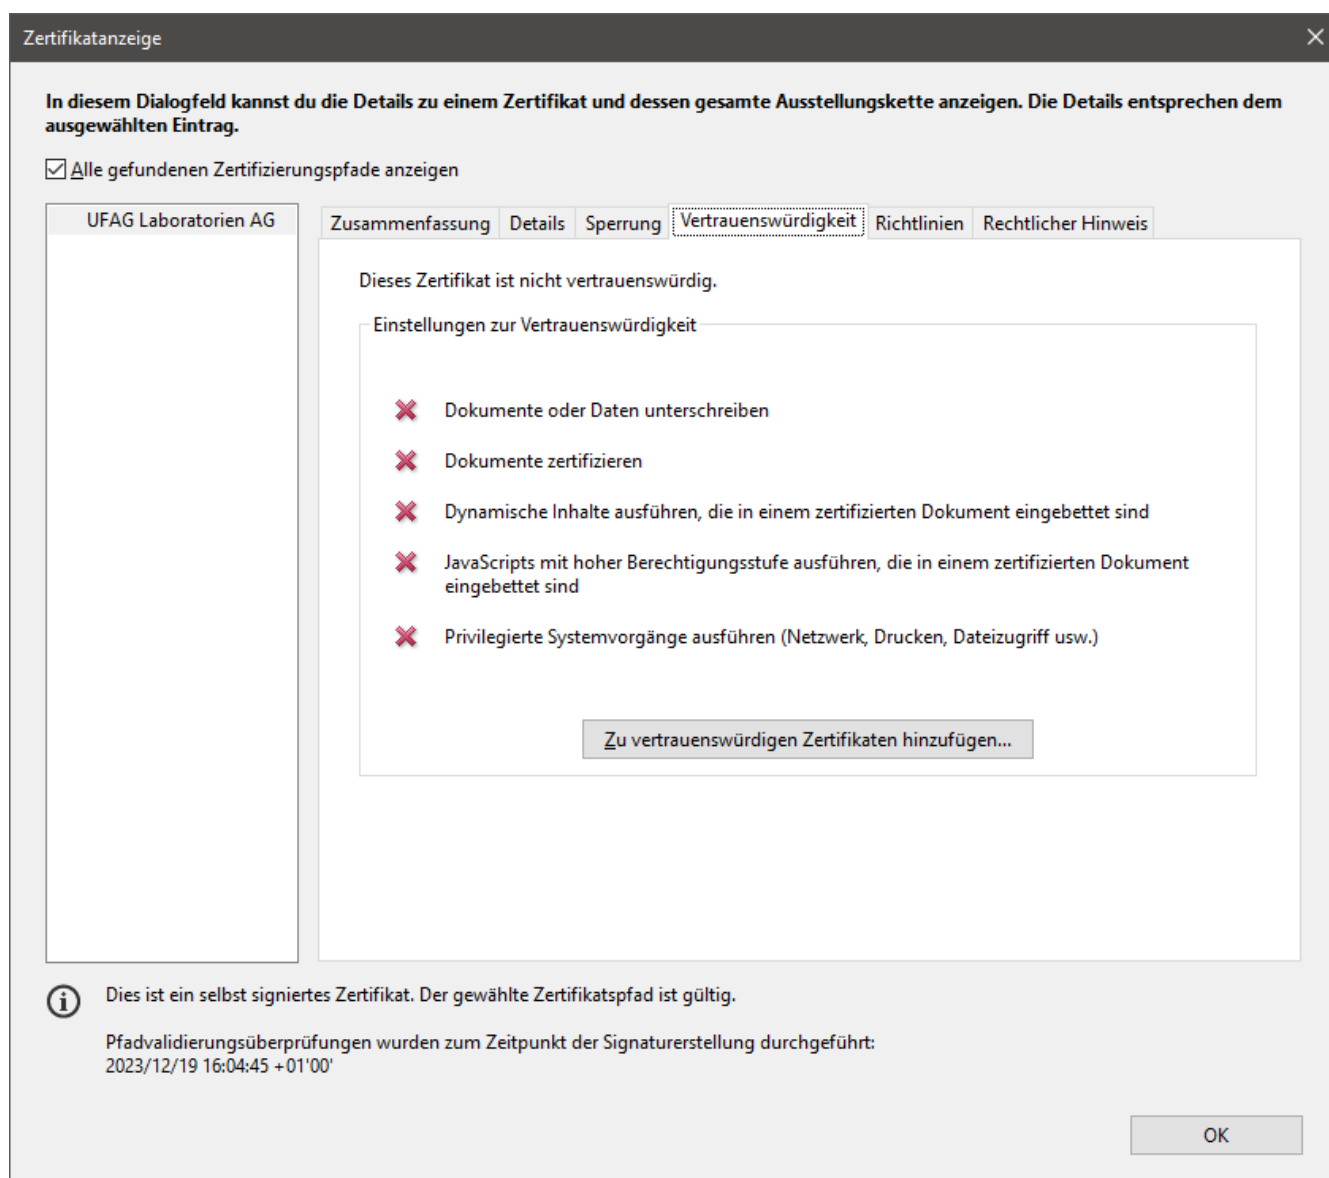 Zertifikatanzeige
In diesem Dialogfeld kannst du die Details zu einem Zertifikat und dessen gesamte Ausstellungskette anzeigen. Die Details entsprechen dem
ausgewählten Eintrag.
Alle gefundenen Zertifizierungspfade anzeigen
UFAG Laboratorien AG
Zusammenfassung Details Sperrung Vertrauenswürdigkeit Richtlinien Rechtlicher Hinweis
Dieses Zertifikat ist nicht vertrauenswürdig.
Einstellungen zur Vertrauenswürdigkeit
Dokumente oder Daten unterschreiben
Dokumente zertifizieren
Dynamische Inhalte ausführen, die in einem zertifizierten Dokument eingebettet sind
JavaScripts mit hoher Berechtigungsstufe ausführen, die in einem zertifizierten Dokument
eingebettet sind
Privilegierte Systemvorgänge ausführen (Netzwerk, Drucken, Dateizugriff usw.)
Zu vertrauenswürdigen Zertifikaten hinzufügen...
Dies ist ein selbst signiertes Zertifikat. Der gewählte Zertifikatspfad ist gültig.
Pfadvalidierungsüberprüfungen wurden zum Zeitpunkt der Signaturerstellung durchgeführt:
2023/12/19 16:04:45 +01'00'
OK